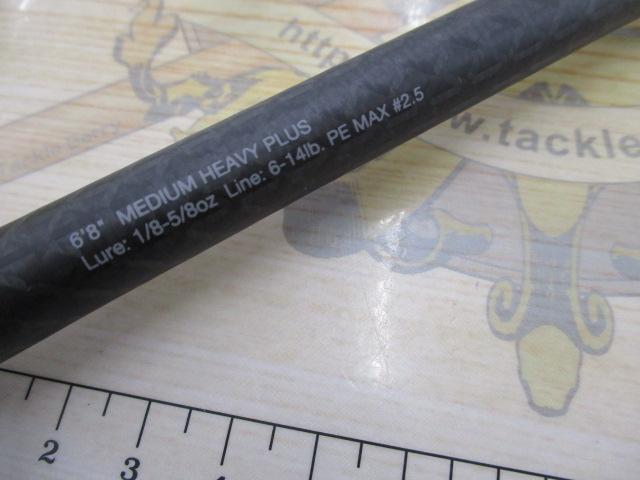 http
www.tackle
6'8" MEDIUM HEAVY PLUS
Lure: 1/8-5/8oz Line: 6-14lb. PE MAX #2.5
2 3